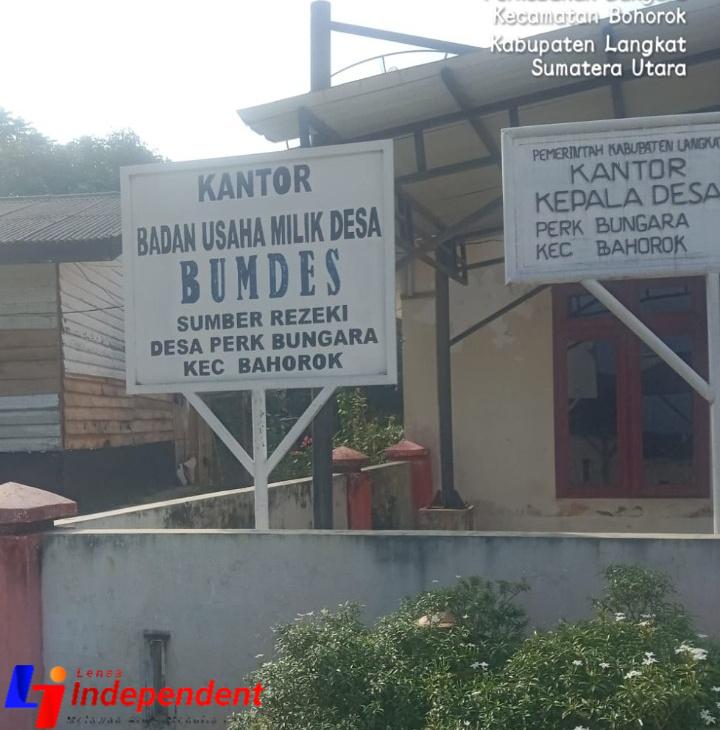 Kecamatan Bohorok
Kabupaten Langkat
Sumatera Utara
KANTOR
BADAN USAHA MILIK DESA
BUMDES
SUMBER REZEKI
DESA PERK BUNGARA
KEC BAHOROK
PEMERINTAH KABUPATEN LANGKAT
KANTOR
KEPALA DESA
PERK BUNGARA
KEC BAHOROK
Lensa
Independent